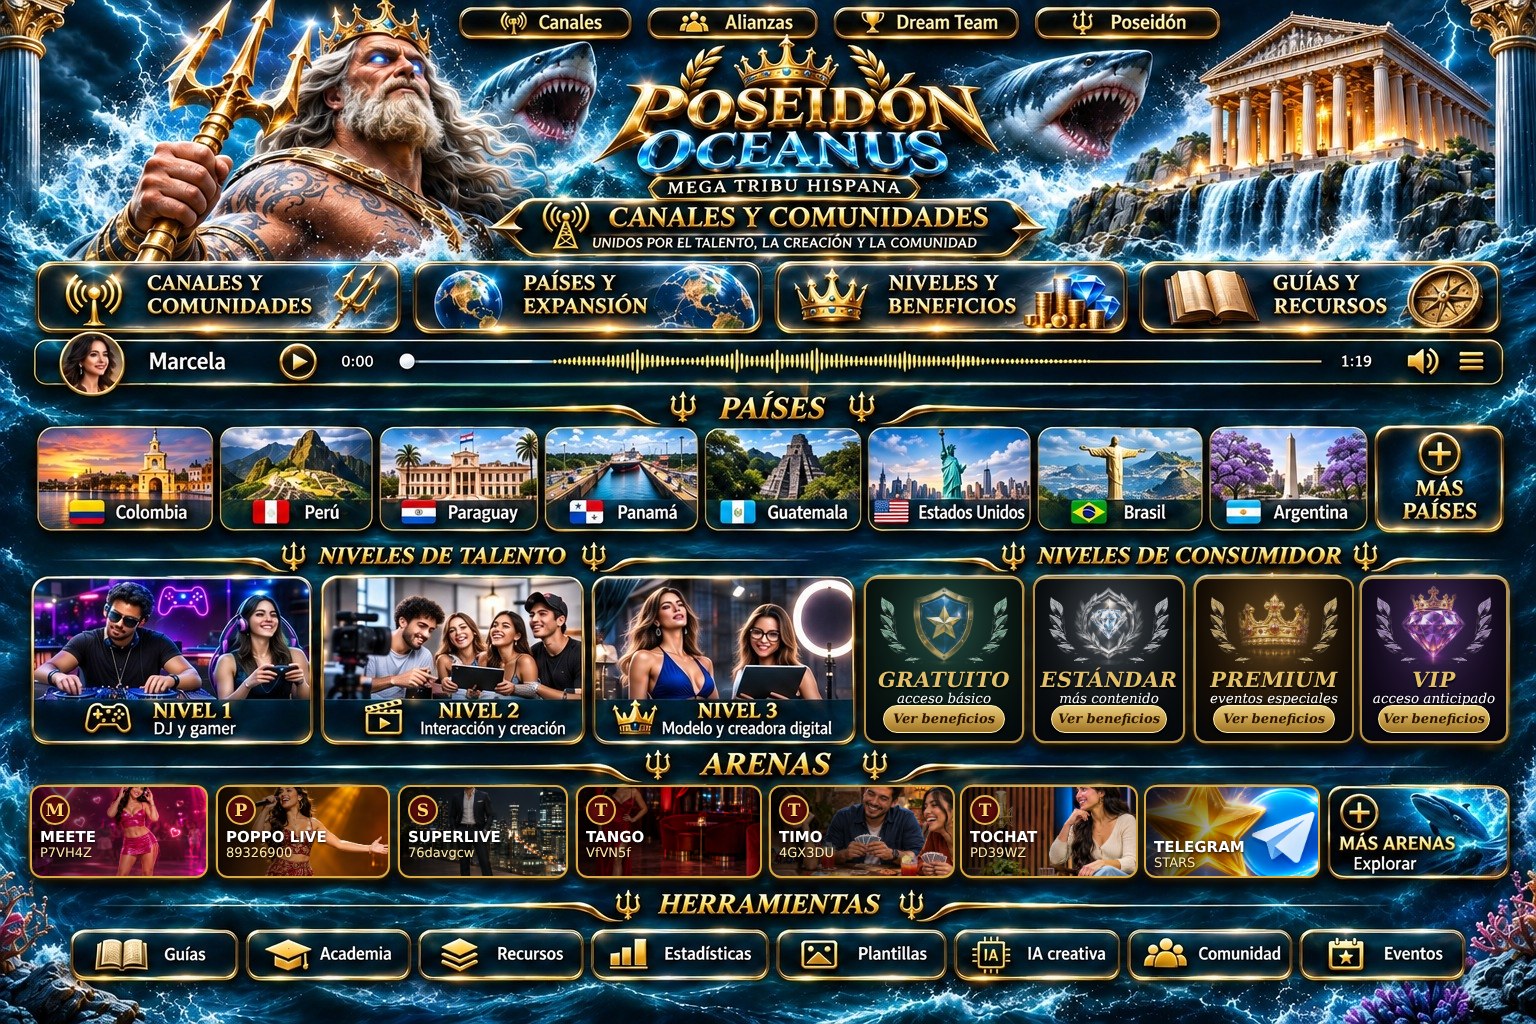 Canales
Alianzas
Dream Team
Poseidón
POSEIDÓN
OCEANUS
MEGA TRIBU HISPANA
CANALES Y COMUNIDADES
UNIDOS POR EL TALENTO, LA CREACIÓN Y LA COMUNIDAD
CANALES Y
COMUNIDADES
PAÍSES Y
EXPANSIÓN
NIVELES Y
BENEFICIOS
GUÍAS Y
RECURSOS
Marcela
0:00
1:19
PAÍSES
Colombia
Perú
Paraguay
Panamá
Guatemala
Estados Unidos
Brasil
Argentina
MÁS
PAÍSES
NIVELES DE TALENTO
NIVELES DE CONSUMIDOR
NIVEL 1
DJ y gamer
NIVEL 2
Interacción y creación
NIVEL 3
Modelo y creadora digital
GRATUITO
acceso básico
Ver beneficios
ESTÁNDAR
más contenido
Ver beneficios
PREMIUM
eventos especiales
Ver beneficios
VIP
acceso anticipado
Ver beneficios
ARENAS
M
MEETE
P7VH4Z
P
POPPO LIVE
89326900
S
SUPERLIVE
76davgcw
T
TANGO
VfVN5f
T
TIMO
4GX3DU
T
TOCHAT
PD39WZ
TELEGRAM
STARS
MÁS ARENAS
Explorar
HERRAMIENTAS
Guías
Academia
Recursos
Estadísticas
Plantillas
IA
IA creativa
Comunidad
Eventos